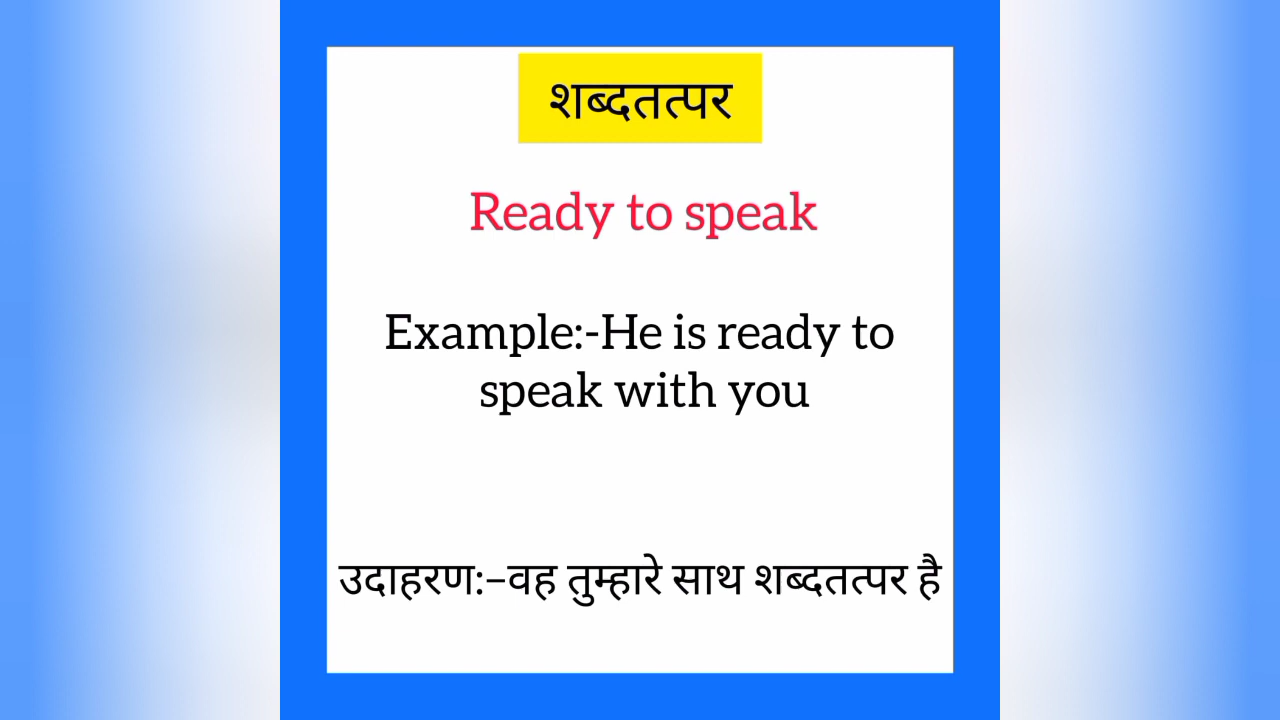 शब्दतत्पर
Ready to speak
Example:-He is ready to
speak with you
उदाहरण:–वह तुम्हारे साथ शब्दतत्पर है